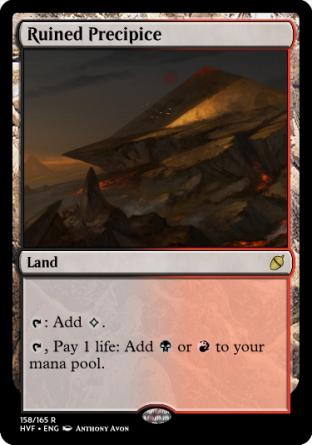 Ruined Precipice
Land
: Add .
, Pay 1 life: Add or to your
mana pool.
158/165 R
HVF • ENG Anthony Avon